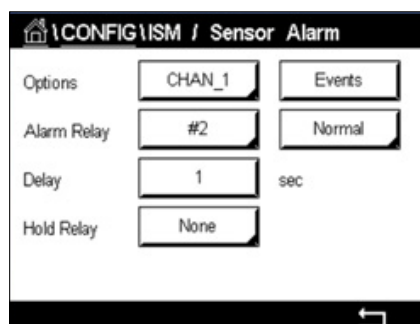 \CONFIG\ISM / Sensor Alarm
Options CHAN_1 Events
Alarm Relay #2 Normal
Delay 1 sec
Hold Relay None